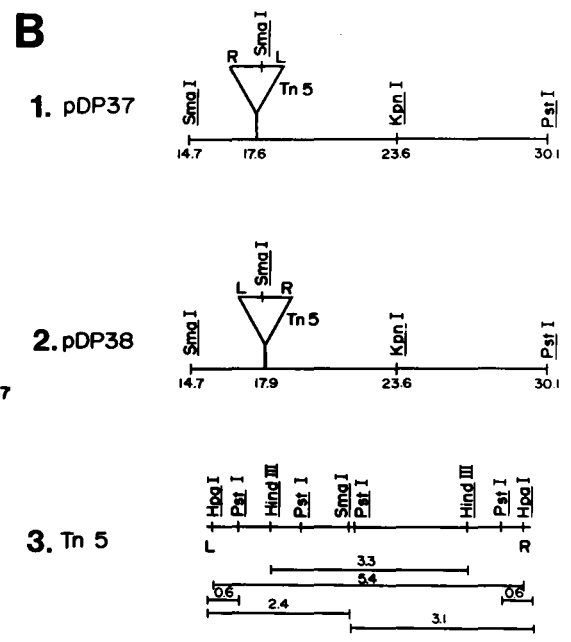 B
Sma I
R L
Tn 5
1. pDP37
Sma I
Kpn I
Pst I
14.7 17.6 23.6 30.1
Sma I
L R
Tn 5
2. pDP38
Sma I
Kpn I
Pst I
14.7 17.9 23.6 30.1
7
Hpa I Pst I Hind III Pst I Sma I Pst I Hind III Pst I Hpa I
3. Tn 5
L R
3.3
5.4
0.6 0.6
2.4
3.1